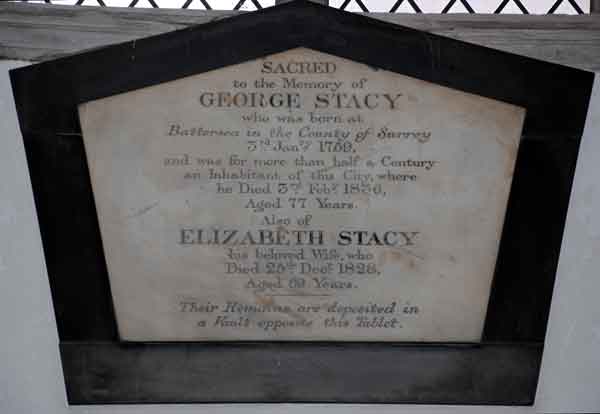 SACRED
to the Memory of
GEORGE STACY
who was born at
Battersea in the County of Surrey
3rd Jany 1759,
and was for more than half a Century
an Inhabitant of this City, where
he Died 3rd Feby 1836,
Aged 77 Years.
Also of
ELIZABETH STACY
his beloved Wife, who
Died 25th Decr 1828,
Aged 69 Years.
Their Remains are deposited in
a Vault opposite this Tablet.